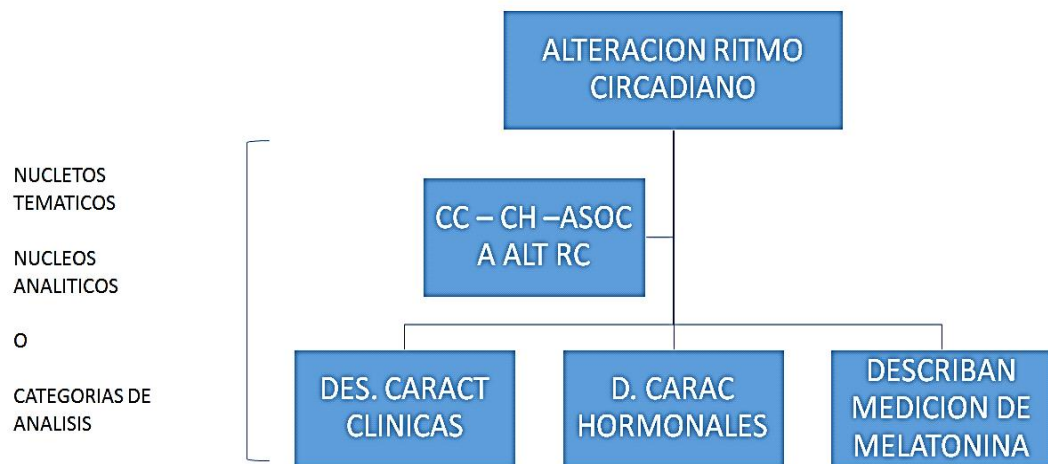 ALTERACION RITMO
CIRCADIANO
NUCLETOS
TEMATICOS
NUCLEOS
ANALITICOS
O
CATEGORIAS DE
ANALISIS
CC – CH –ASOC
A ALT RC
DES. CARACT
CLINICAS
D. CARAC
HORMONALES
DESCRIBAN
MEDICION DE
MELATONINA